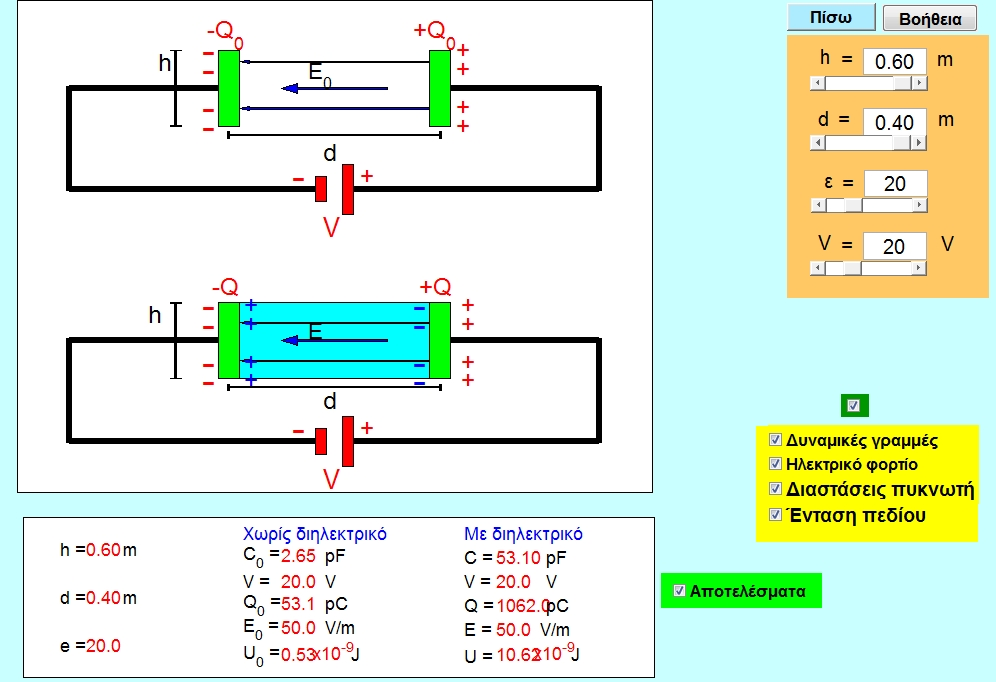 -Q0 +Q0
h
E0
d
- +
V
-Q +Q
h
E
d
- +
V
Πίσω Βοήθεια
h = 0.60 m
d = 0.40 m
ε = 20
V = 20 V
Δυναμικές γραμμές
Ηλεκτρικό φορτίο
Διαστάσεις πυκνωτή
Ένταση πεδίου
Αποτελέσματα
h =0.60m
d =0.40m
e =20.0
Χωρίς διηλεκτρικό
C0 =2.65 pF
V = 20.0 V
Q0 =53.1 pC
E0 =50.0 V/m
U0 =0.53x10-9J
Με διηλεκτρικό
C = 53.10 pF
V = 20.0 V
Q = 1062.0pC
E = 50.0 V/m
U = 10.62x10-9J